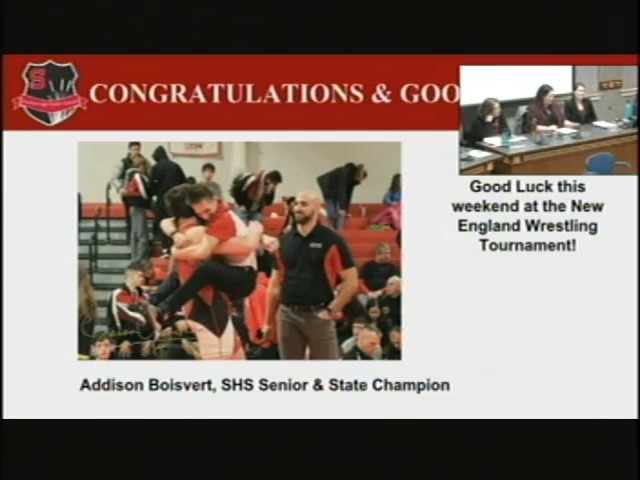 S
CONGRATULATIONS & GOO
Good Luck this
weekend at the New
England Wrestling
Tournament!
Addison Boisvert, SHS Senior & State Champion